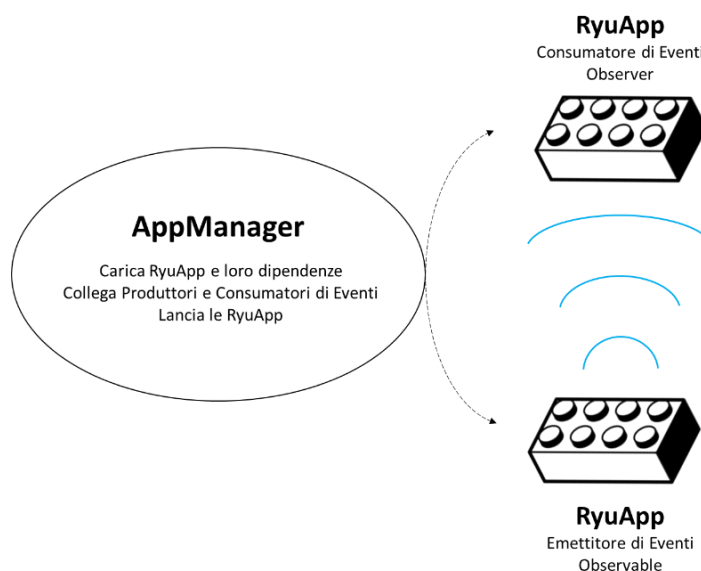 RyuApp
Consumatore di Eventi
Observer
AppManager
Carica RyuApp e loro dipendenze
Collega Produttori e Consumatori di Eventi
Lancia le RyuApp
RyuApp
Emettitore di Eventi
Observable